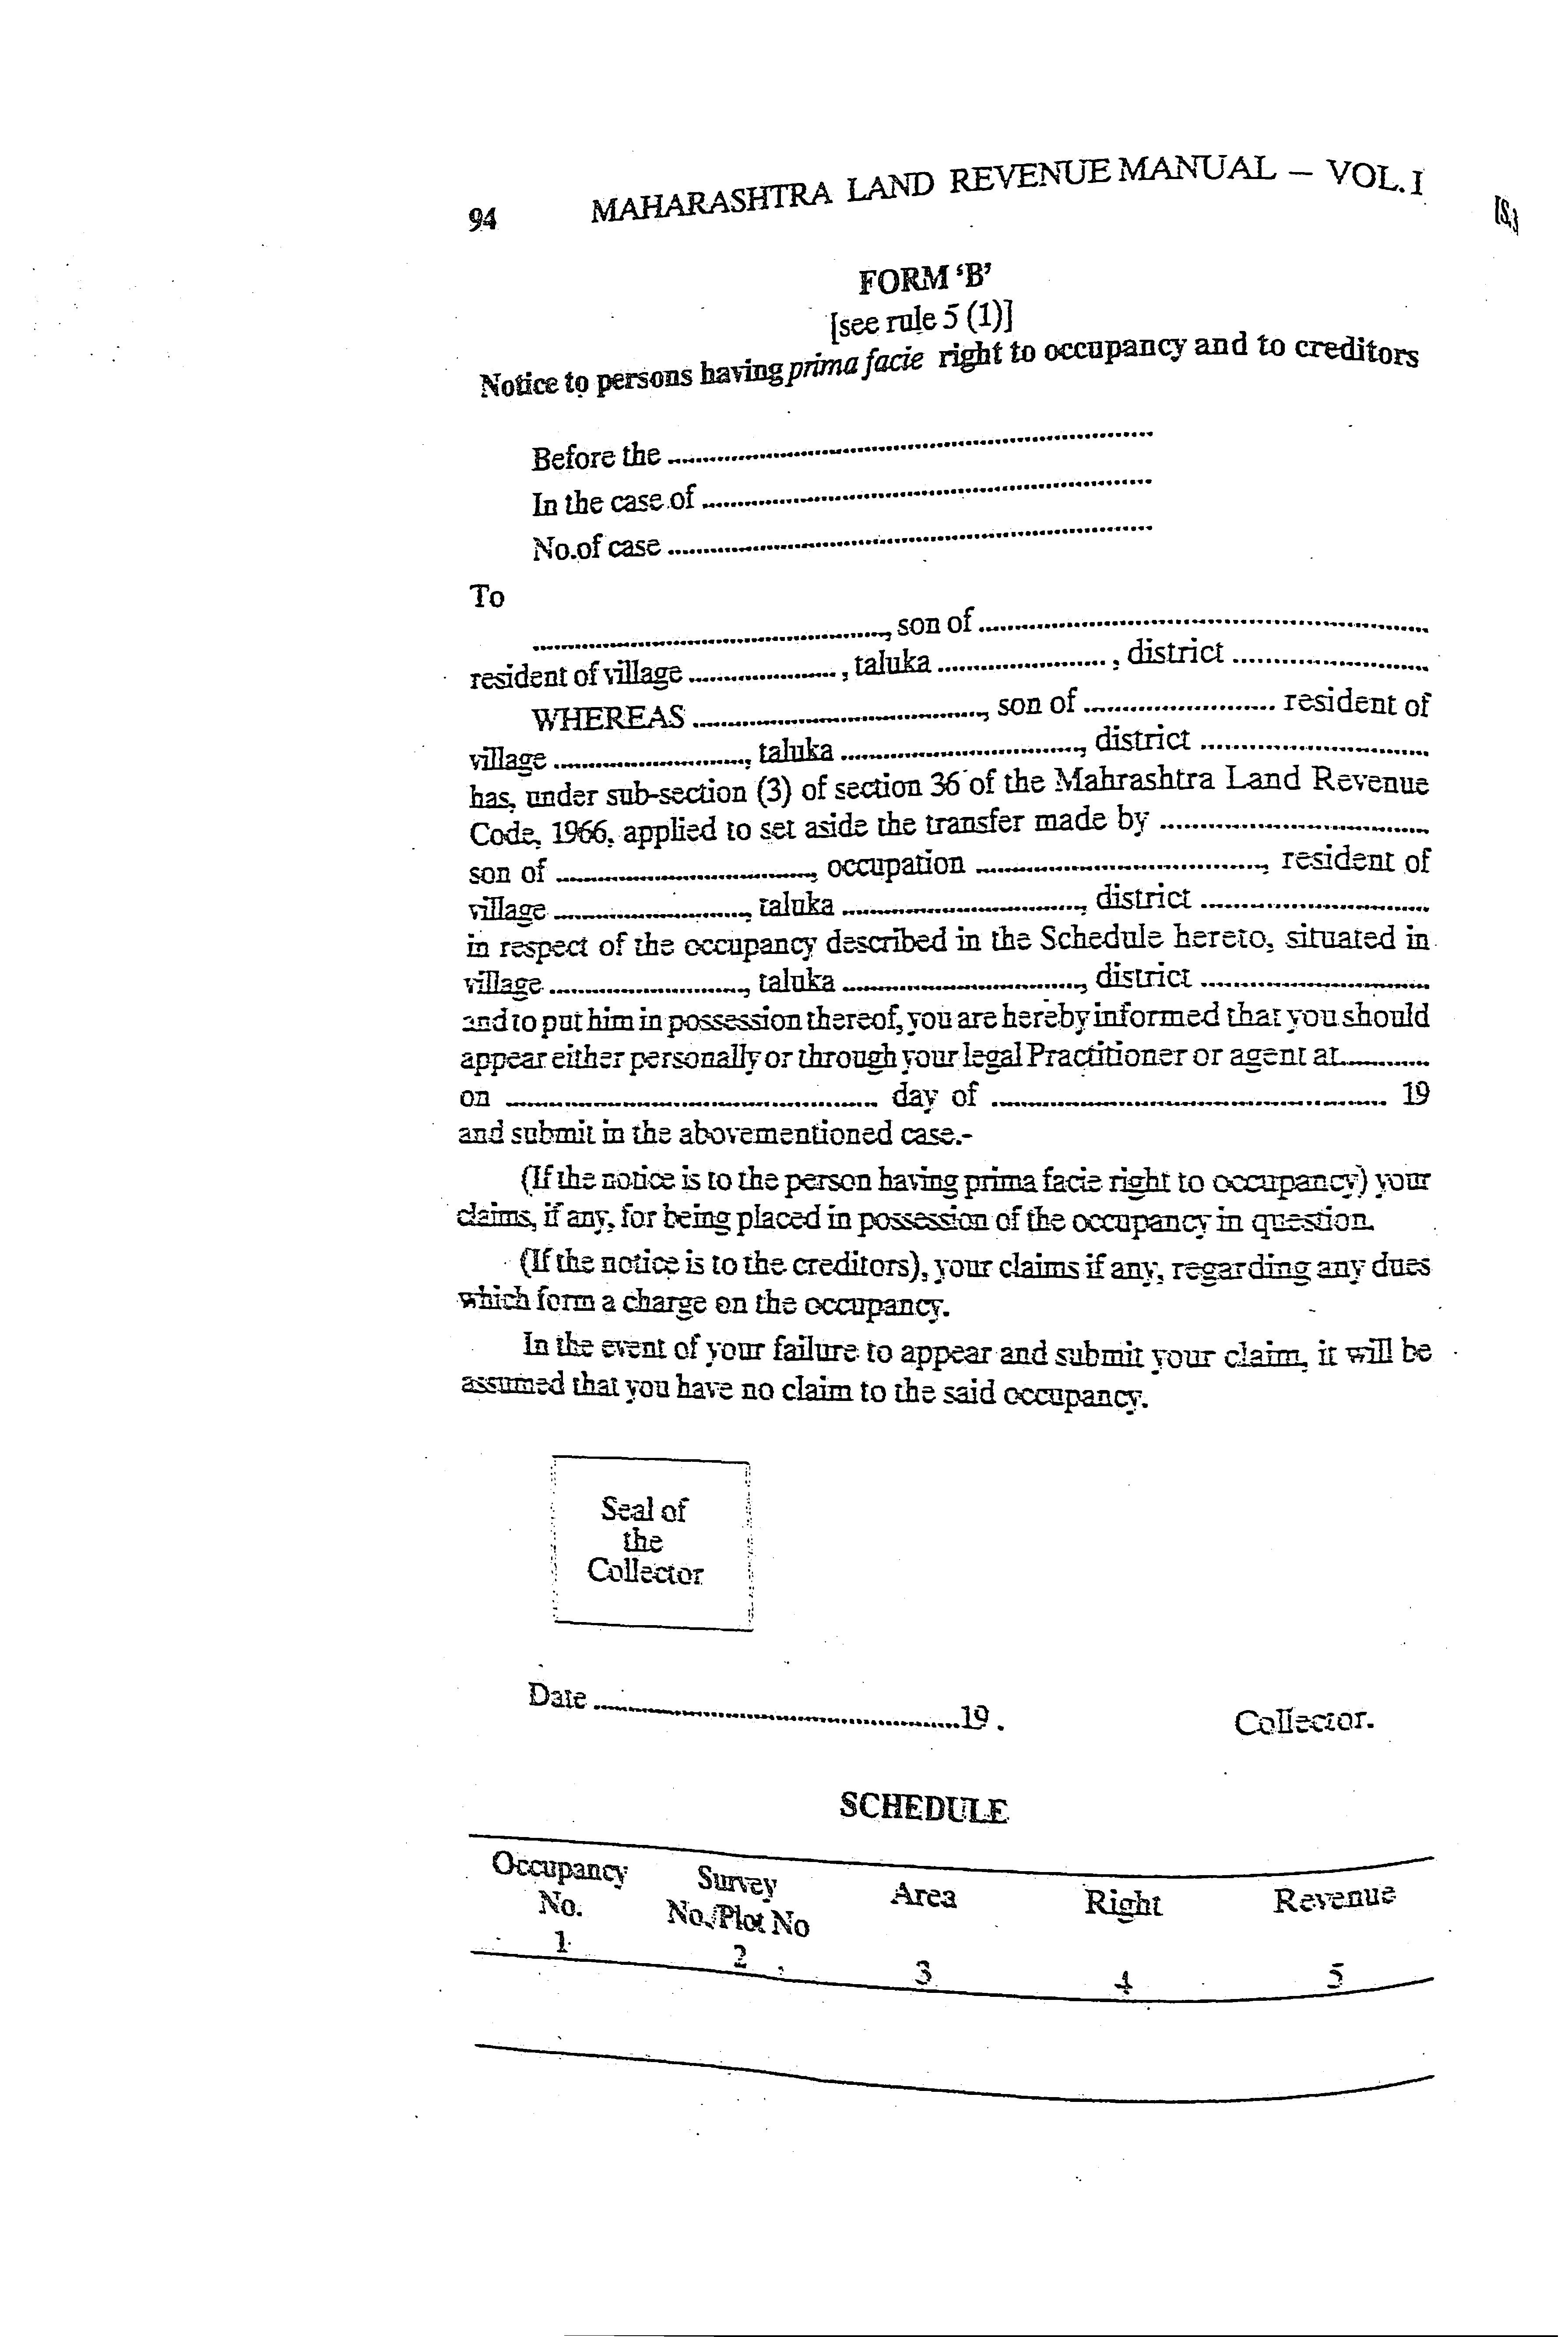 94 MAHARASHTRA LAND REVENUE MANUAL – VOL. I
[S.
FORM ‘B’
[see rule 5 (1)]
Notice to persons having prima facie right to occupancy and to creditors
Before the ..............................
In the case of ..............................
No.of case ..............................
To
.............................., son of ..............................
resident of village ...................., taluka .................... , district ....................
WHEREAS .............................., son of .................... resident of
village ...................., taluka .............................., district ....................
has, under sub-section (3) of section 36 of the Mahrashtra Land Revenue
Code, 1966, applied to set aside the transfer made by ..............................
son of .............................., occupation .............................., resident of
village ...................., taluka .............................., district ....................
in respect of the occupancy described in the Schedule hereto, situated in
village ...................., taluka .............................., district ....................
and to put him in possession thereof, you are hereby informed that you should
appear either personally or through your legal Practitioner or agent at............
on .............................. day of .............................. 19
and submit in the abovementioned case.-
(If the notice is to the person having prima facie right to occupancy) your
claims, if any, for being placed in possession of the occupancy in question.
(If the notice is to the creditors), your claims if any, regarding any dues
which form a charge on the occupancy.
In the event of your failure to appear and submit your claim, it will be
assumed that you have no claim to the said occupancy.
Seal of
the
Collector
Date ..............................19 . Collector.
SCHEDULE
Occupancy Survey Area Right Revenue
No. No./Plot No
1 2 3 4 5